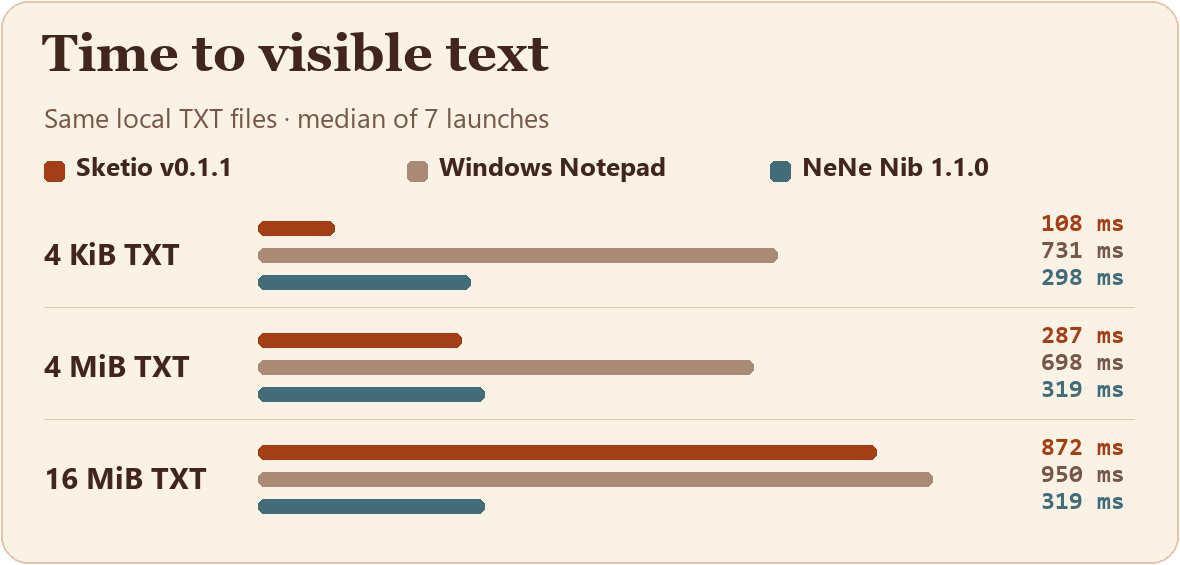 Time to visible text
Same local TXT files · median of 7 launches
Sketio v0.1.1 Windows Notepad NeNe Nib 1.1.0
4 KiB TXT
108 ms
731 ms
298 ms
4 MiB TXT
287 ms
698 ms
319 ms
16 MiB TXT
872 ms
950 ms
319 ms